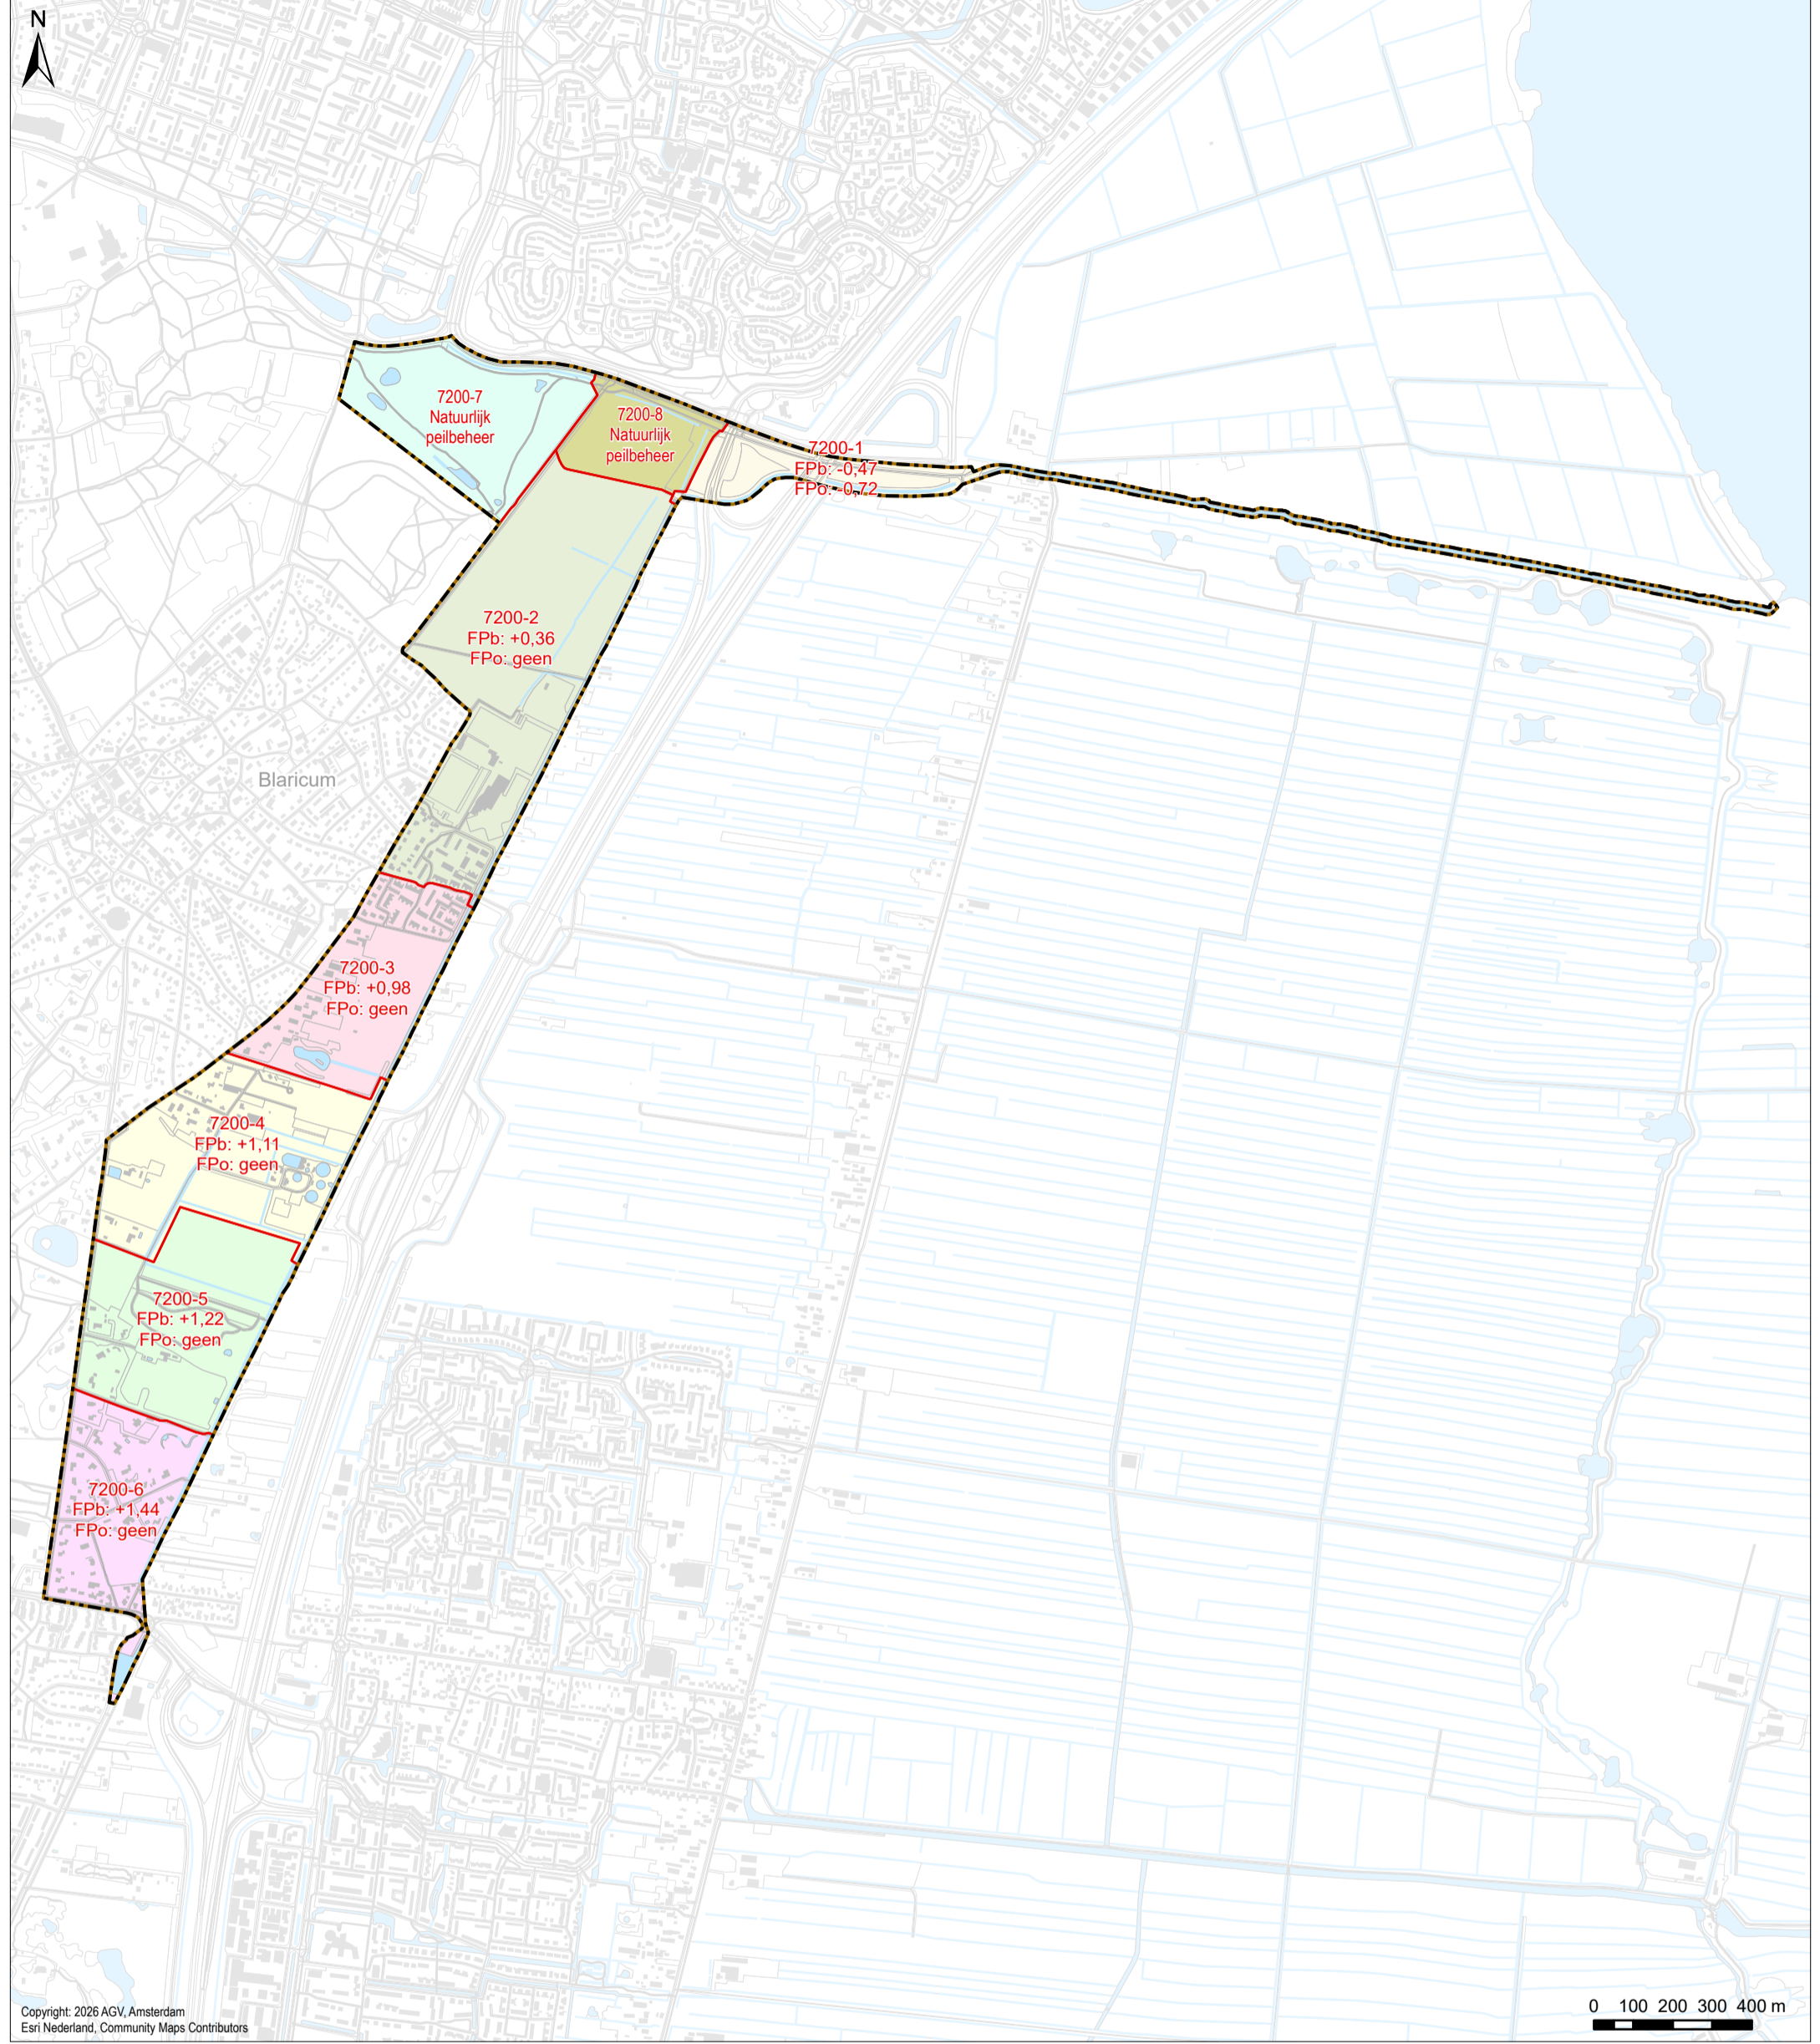 N
7200-7
Natuurlijk
peilbeheer
7200-8
Natuurlijk
peilbeheer
7200-1
FPb: -0,47
FPo: -0,72
7200-2
FPb: +0,36
FPo: geen
Blaricum
7200-3
FPb: +0,98
FPo: geen
7200-4
FPb: +1,11
FPo: geen
7200-5
FPb: +1,22
FPo: geen
7200-6
FPb: +1,44
FPo: geen
Copyright: 2026 AGV, Amsterdam
Esri Nederland, Community Maps Contributors
0 100 200 300 400 m